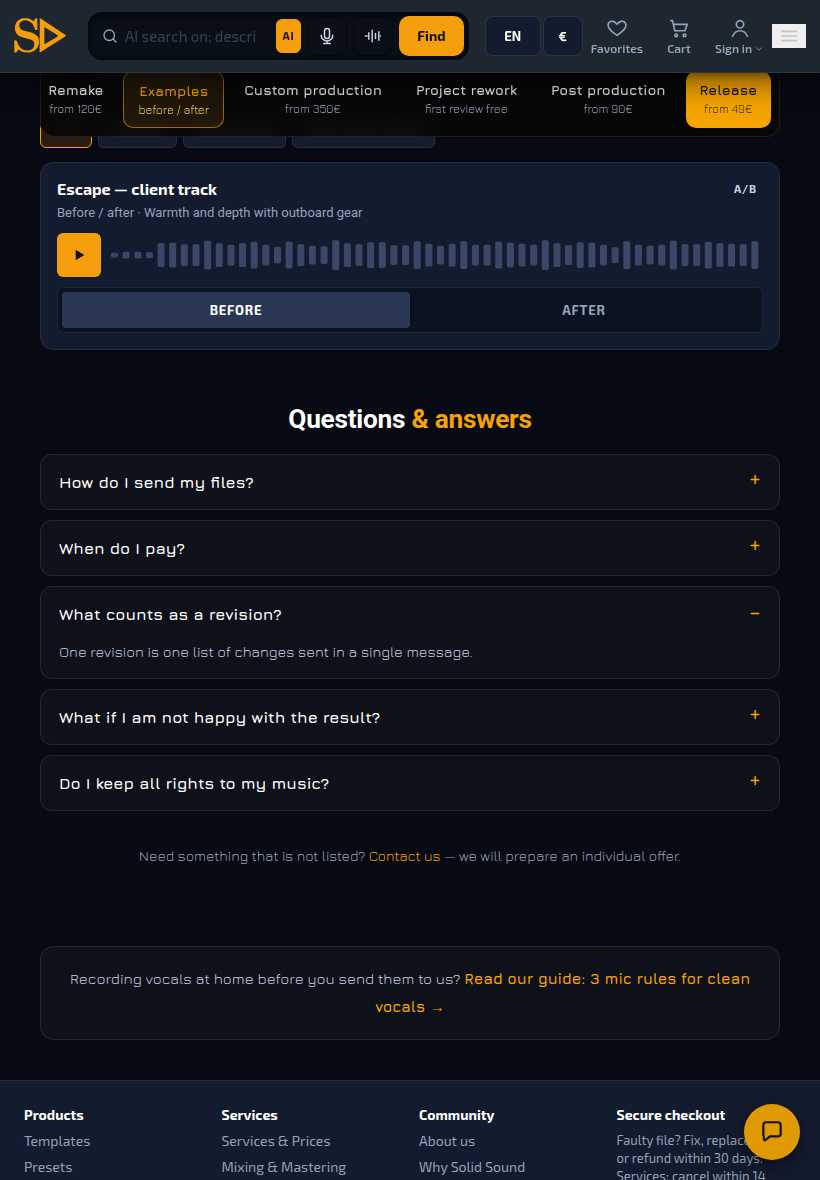 AI search on: descri
AI
Find
EN
€
Favorites
Cart
Sign in
Remake
from 120€
Examples
before / after
Custom production
from 350€
Project rework
first review free
Post production
from 90€
Release
from 49€
Escape — client track
A/B
Before / after · Warmth and depth with outboard gear
BEFORE
AFTER
Questions & answers
How do I send my files?
+
When do I pay?
+
What counts as a revision?
−
One revision is one list of changes sent in a single message.
What if I am not happy with the result?
+
Do I keep all rights to my music?
+
Need something that is not listed? Contact us — we will prepare an individual offer.
Recording vocals at home before you send them to us? Read our guide: 3 mic rules for clean
vocals →
Products
Templates
Presets
Services
Services & Prices
Mixing & Mastering
Community
About us
Why Solid Sound
Secure checkout
Faulty file? Fix, replace
or refund within 30 days.
Services: cancel within 14